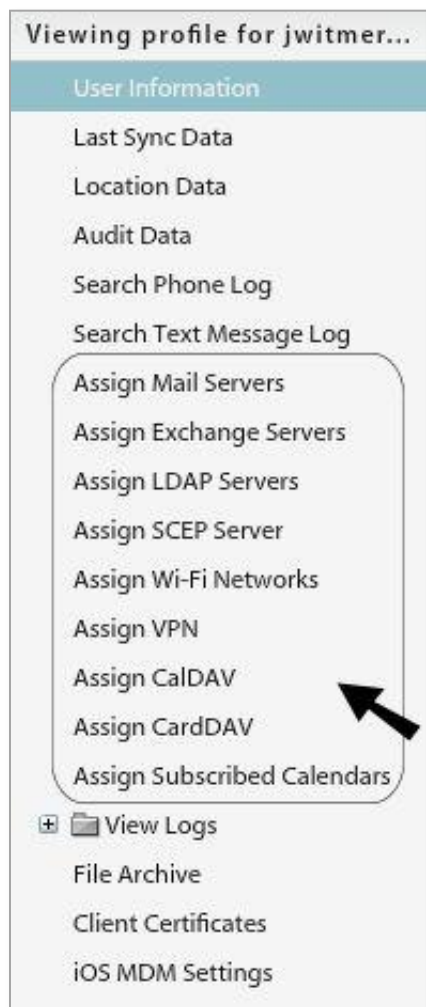 Viewing profile for jwitmer...
User Information
Last Sync Data
Location Data
Audit Data
Search Phone Log
Search Text Message Log
Assign Mail Servers
Assign Exchange Servers
Assign LDAP Servers
Assign SCEP Server
Assign Wi-Fi Networks
Assign VPN
Assign CalDAV
Assign CardDAV
Assign Subscribed Calendars
View Logs
File Archive
Client Certificates
iOS MDM Settings